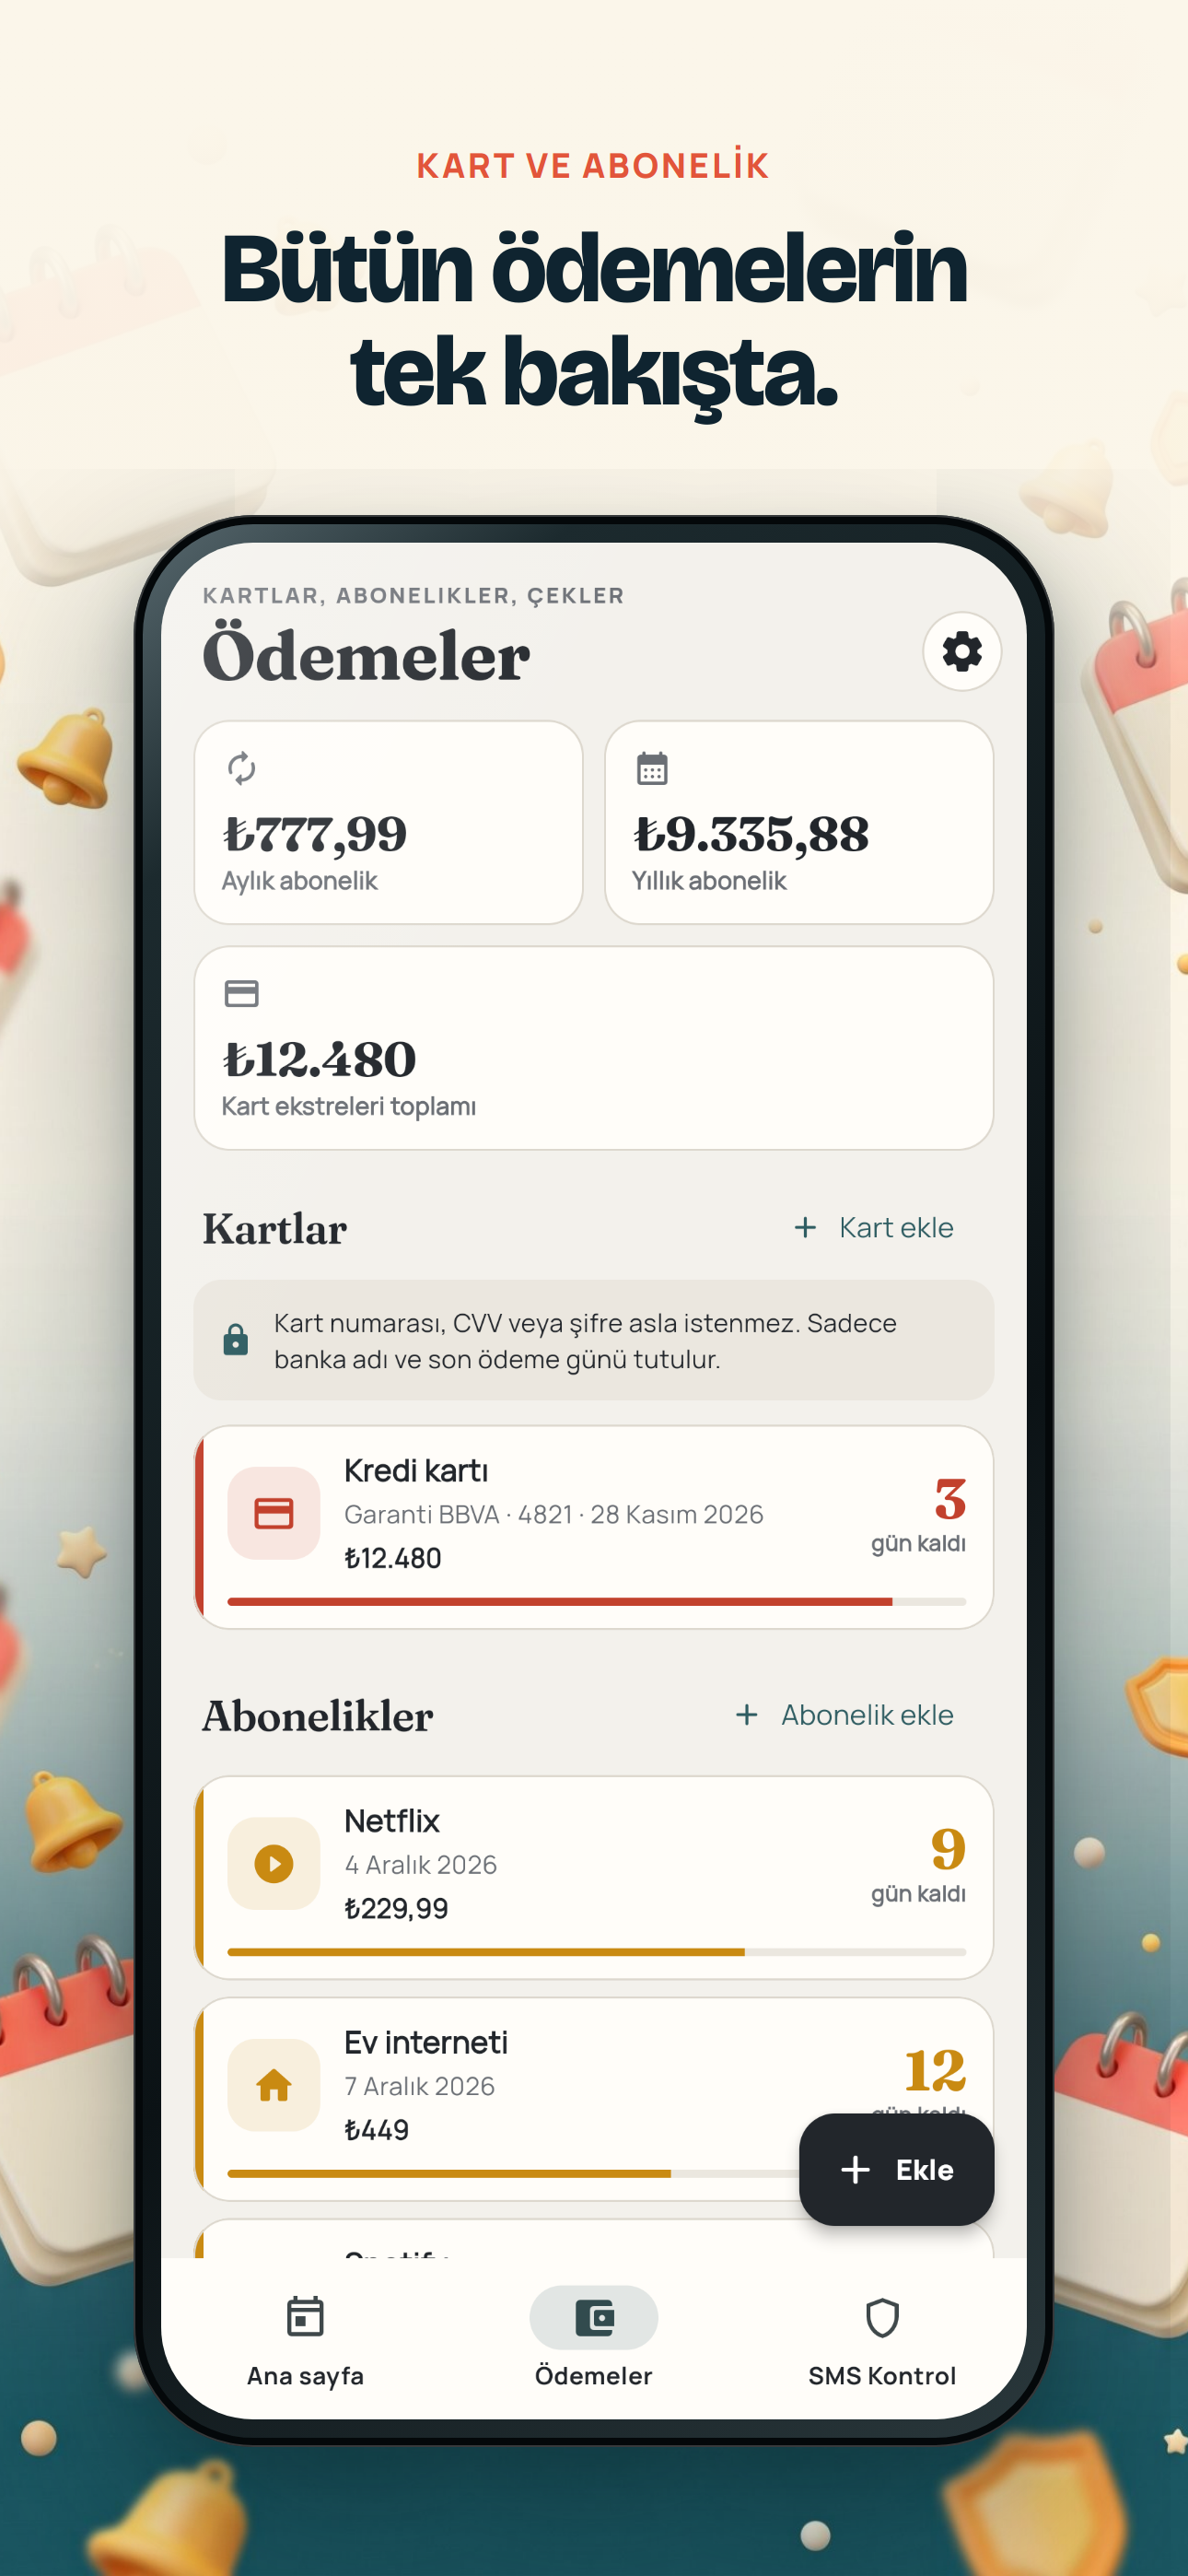 KART VE ABONELİK
Bütün ödemelerin
tek bakışta.
KARTLAR, ABONELIKLER, ÇEKLER
Ödemeler
₺777,99
Aylık abonelik
₺9.335,88
Yıllık abonelik
₺12.480
Kart ekstreleri toplamı
Kartlar
+ Kart ekle
Kart numarası, CVV veya şifre asla istenmez. Sadece
banka adı ve son ödeme günü tutulur.
Kredi kartı
Garanti BBVA · 4821 · 28 Kasım 2026
₺12.480
3
gün kaldı
Abonelikler
+ Abonelik ekle
Netflix
4 Aralık 2026
₺229,99
9
gün kaldı
Ev interneti
7 Aralık 2026
₺449
12
gün kaldı
+ Ekle
Ana sayfa
Ödemeler
SMS Kontrol